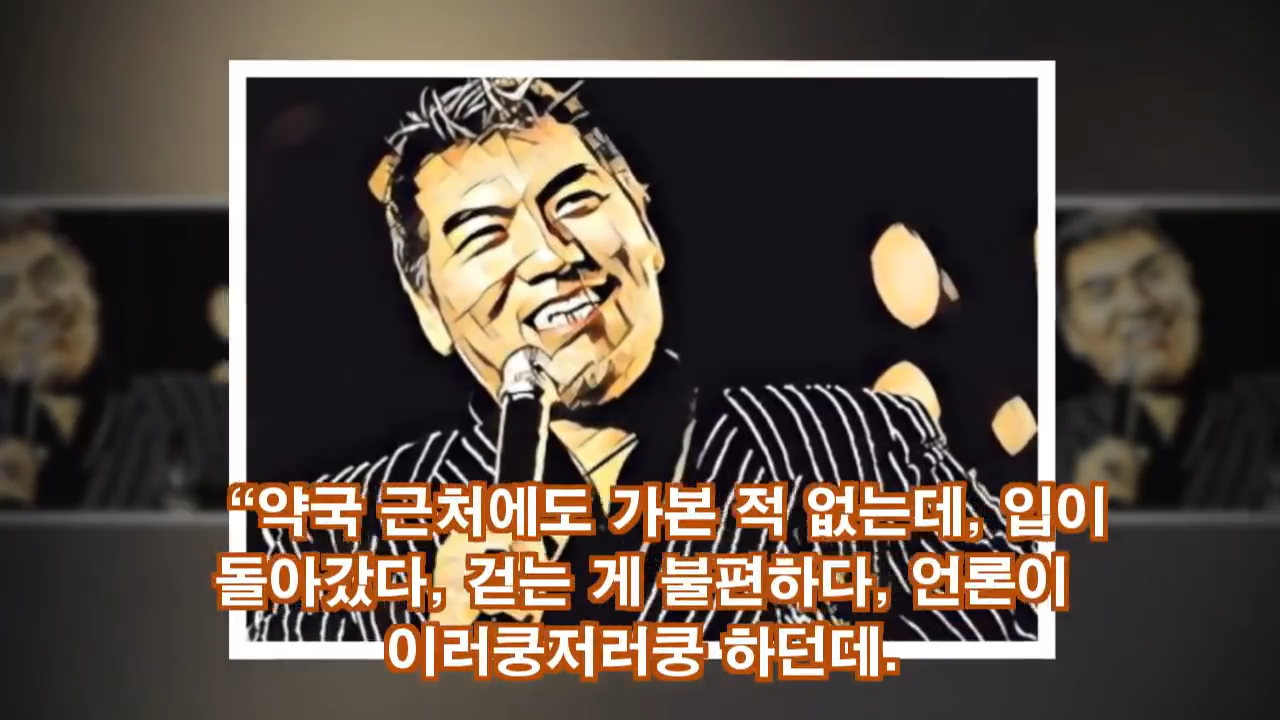 “약국 근처에도 가본 적 없는데, 입이
돌아갔다, 걷는 게 불편하다, 언론이
이러쿵저러쿵 하던데.